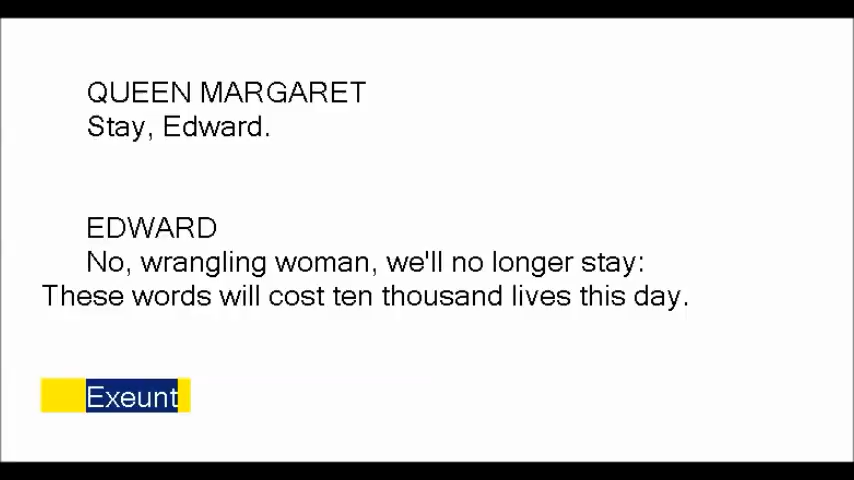 QUEEN MARGARET
Stay, Edward.
EDWARD
No, wrangling woman, we'll no longer stay:
These words will cost ten thousand lives this day.
Exeunt